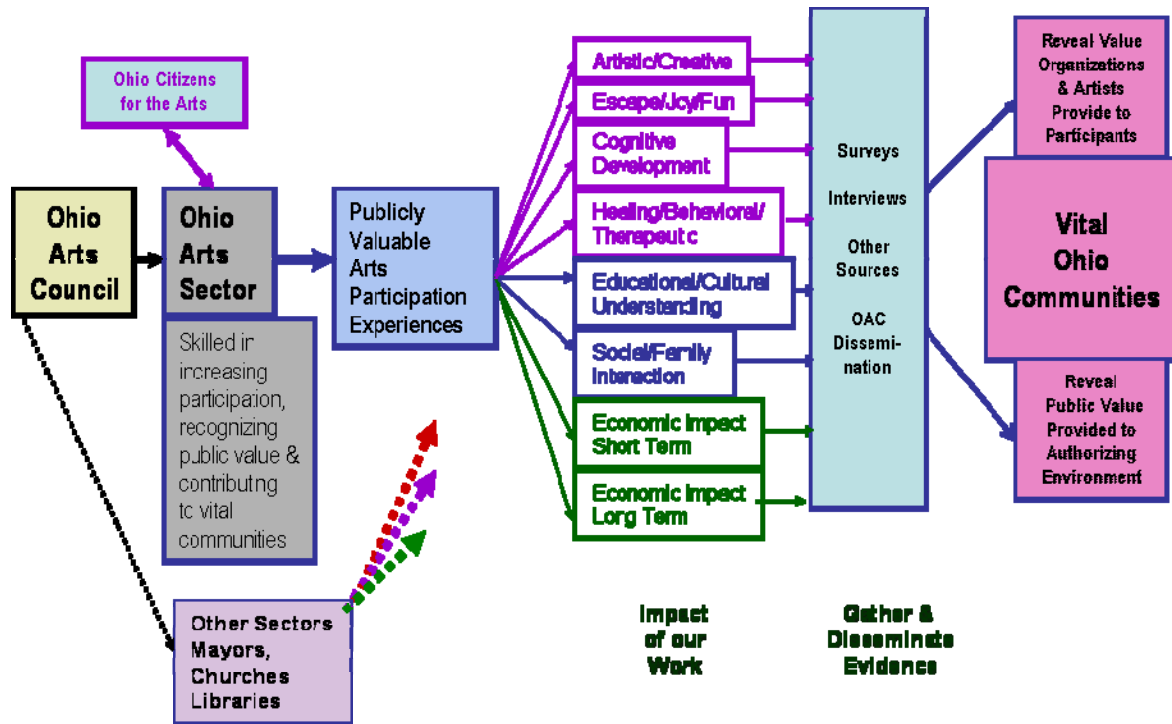 Ohio Citizens
for the Arts
Ohio
Arts
Council
Ohio
Arts
Sector
Skilled in
increasing
participation,
recognizing
public value &
contributing
to vital
communities
Other Sectors
Mayors,
Churches
Libraries
Publicly
Valuable
Arts
Participation
Experiences
Artistic/Creative
Escape/Joy/Fun
Cognitive
Development
Healing/Behavioral/
Therapeutic
Educational/Cultural
Understanding
Social/Family
Interaction
Economic Impact
Short Term
Economic Impact
Long Term
Impact
of our
Work
Surveys
Interviews
Other
Sources
OAC
Dissemi-
nation
Gather &
Disseminate
Evidence
Reveal Value
Organizations
& Artists
Provide to
Participants
Vital
Ohio
Communities
Reveal
Public Value
Provided to
Authorizing
Environment